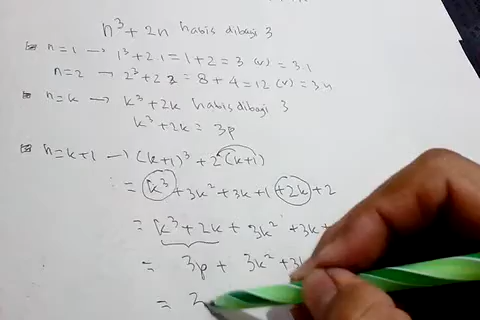 n³ + 2n habis dibagi 3
n=1 → 1³ + 2.1 = 1 + 2 = 3 (v) = 3.1
n=2 → 2³ + 2.2 = 8 + 4 = 12 (v) = 3.4
n=k → k³ + 2k habis dibagi 3
k³ + 2k = 3p
n=k+1 → (k+1)³ + 2(k+1)
= k³ + 3k² + 3k + 1 + 2k + 2
= k³ + 2k + 3k² + 3k +
= 3p + 3k² + 3k
= 3